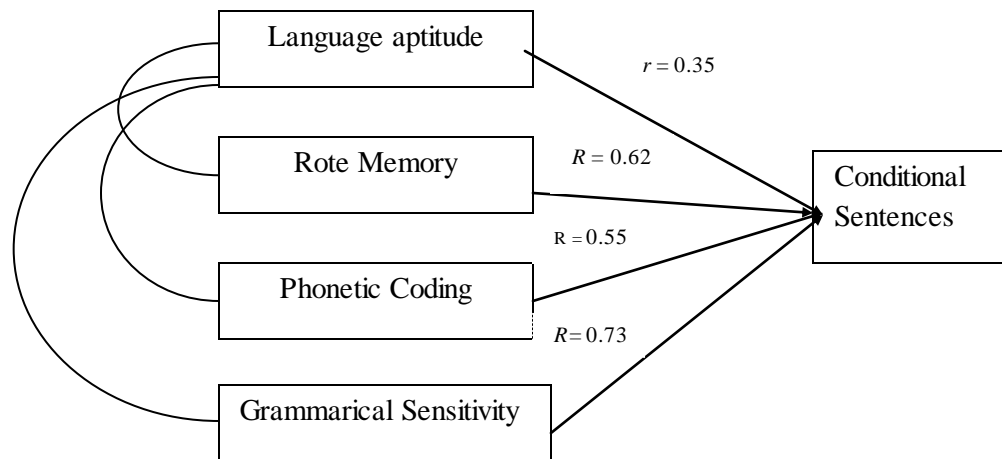 Language aptitude
r = 0.35
Rote Memory
R = 0.62
Conditional
Sentences
R = 0.55
Phonetic Coding
R = 0.73
Grammarical Sensitivity